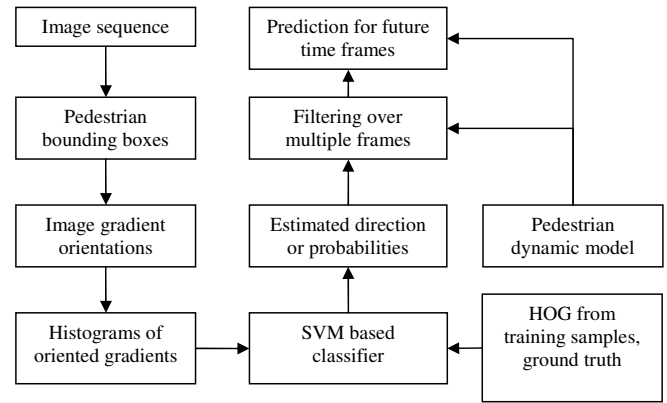 Image sequence
Pedestrian
bounding boxes
Image gradient
orientations
Histograms of
oriented gradients
Prediction for future
time frames
Filtering over
multiple frames
Estimated direction
or probabilities
SVM based
classifier
Pedestrian
dynamic model
HOG from
training samples,
ground truth